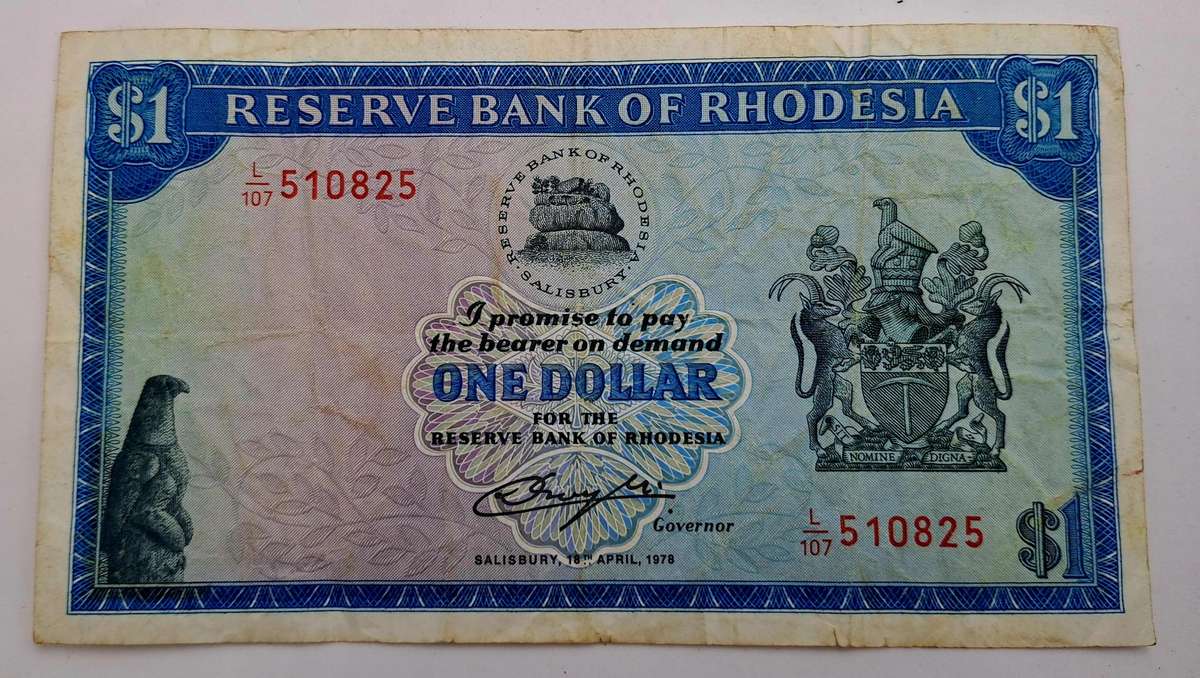 $1 RESERVE BANK OF RHODESIA $1
L/107 510825
RESERVE BANK OF RHODESIA
· SALISBURY ·
I promise to pay
the bearer on demand
ONE DOLLAR
FOR THE
RESERVE BANK OF RHODESIA
NOMINE DIGNA
Governor
L/107 510825
$1
SALISBURY, 18TH APRIL, 1978